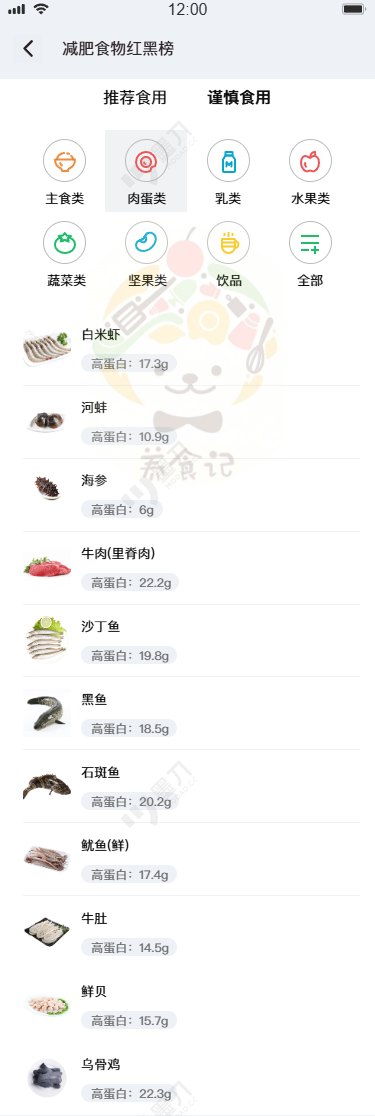 12:00
减肥食物红黑榜
推荐食用 谨慎食用
主食类 肉蛋类 乳类 水果类
蔬菜类 坚果类 饮品 全部
白米虾
高蛋白：17.3g
河蚌
高蛋白：10.9g
养食记
海参
高蛋白：6g
牛肉(里脊肉)
高蛋白：22.2g
沙丁鱼
高蛋白：19.8g
黑鱼
高蛋白：18.5g
石斑鱼
高蛋白：20.2g
鱿鱼(鲜)
高蛋白：17.4g
牛肚
高蛋白：14.5g
鲜贝
高蛋白：15.7g
乌骨鸡
高蛋白：22.3g